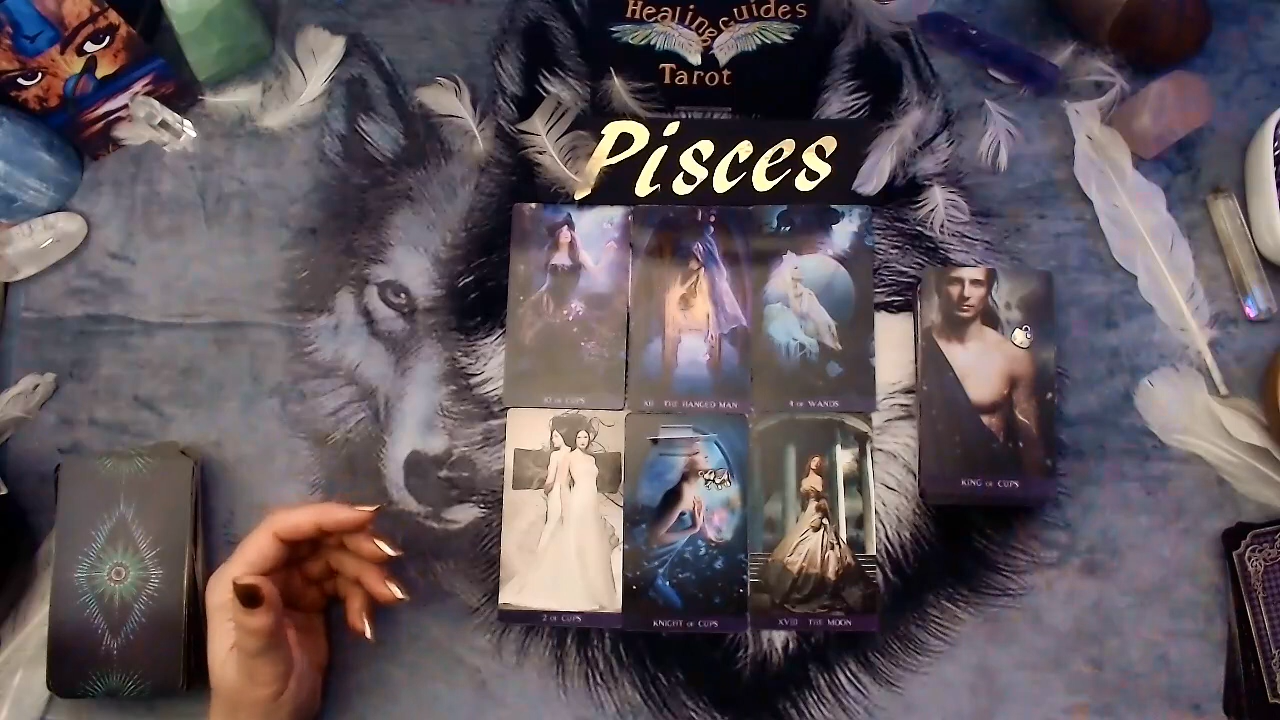 Healing Guides
Tarot
Pisces
10 OF CUPS
XII THE HANGED MAN
4 OF WANDS
KING OF CUPS
2 OF CUPS
KNIGHT OF CUPS
XVIII THE MOON